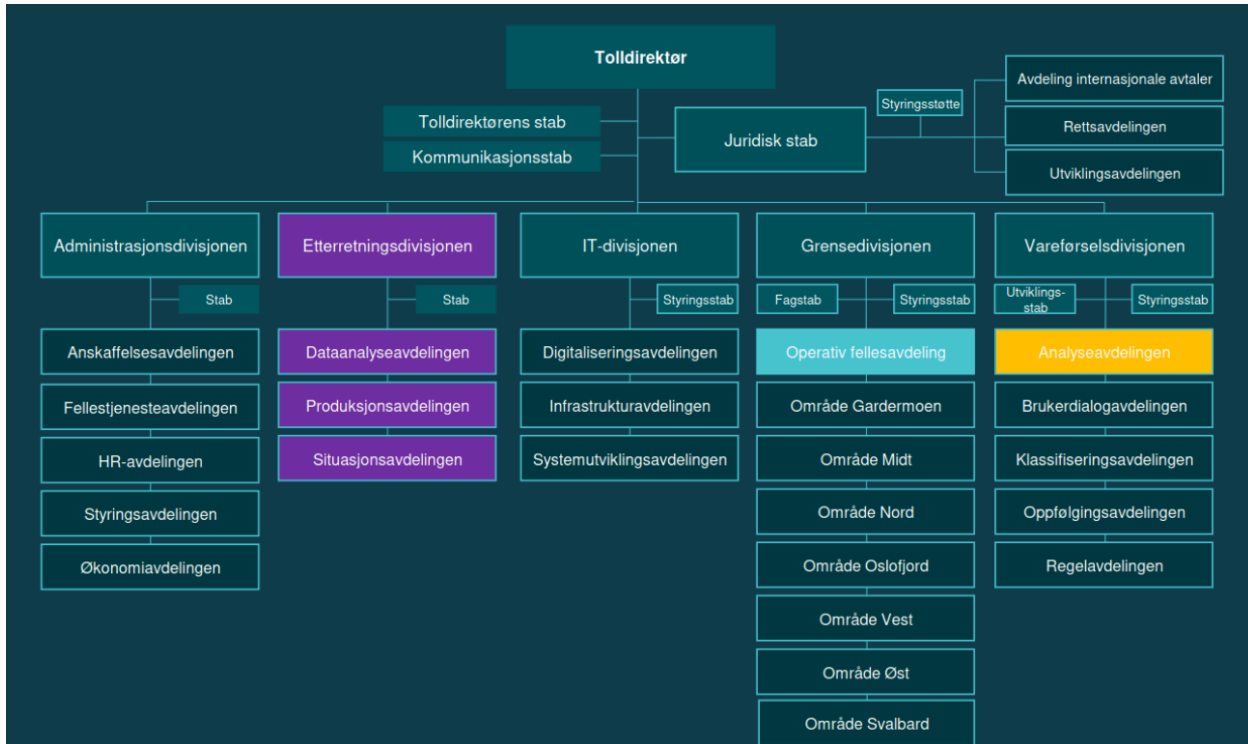 Tolldirektør
Tolldirektørens stab
Kommunikasjonsstab
Juridisk stab
Styringsstøtte
Avdeling internasjonale avtaler
Rettsavdelingen
Utviklingsavdelingen
Administrasjonsdivisjonen
Stab
Anskaffelsesavdelingen
Fellestjenesteavdelingen
HR-avdelingen
Styringsavdelingen
Økonomiavdelingen
Etterretningsdivisjonen
Stab
Dataanalyseavdelingen
Produksjonsavdelingen
Situasjonsavdelingen
IT-divisjonen
Styringsstab
Digitaliseringsavdelingen
Infrastrukturavdelingen
Systemutviklingsavdelingen
Grensedivisjonen
Fagstab
Styringsstab
Operativ fellesavdeling
Område Gardermoen
Område Midt
Område Nord
Område Oslofjord
Område Vest
Område Øst
Område Svalbard
Vareførselsdivisjonen
Utviklings-
stab
Styringsstab
Analyseavdelingen
Brukerdialogavdelingen
Klassifiseringsavdelingen
Oppfølgingsavdelingen
Regelavdelingen